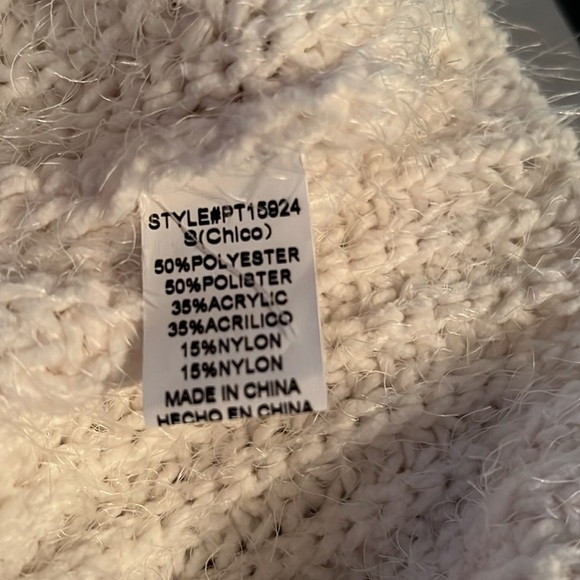 STYLE#PT15924
S(Chico)
50%POLYESTER
50%POLISTER
35%ACRYLIC
35%ACRILICO
15%NYLON
15%NYLON
MADE IN CHINA
HECHO EN CHINA